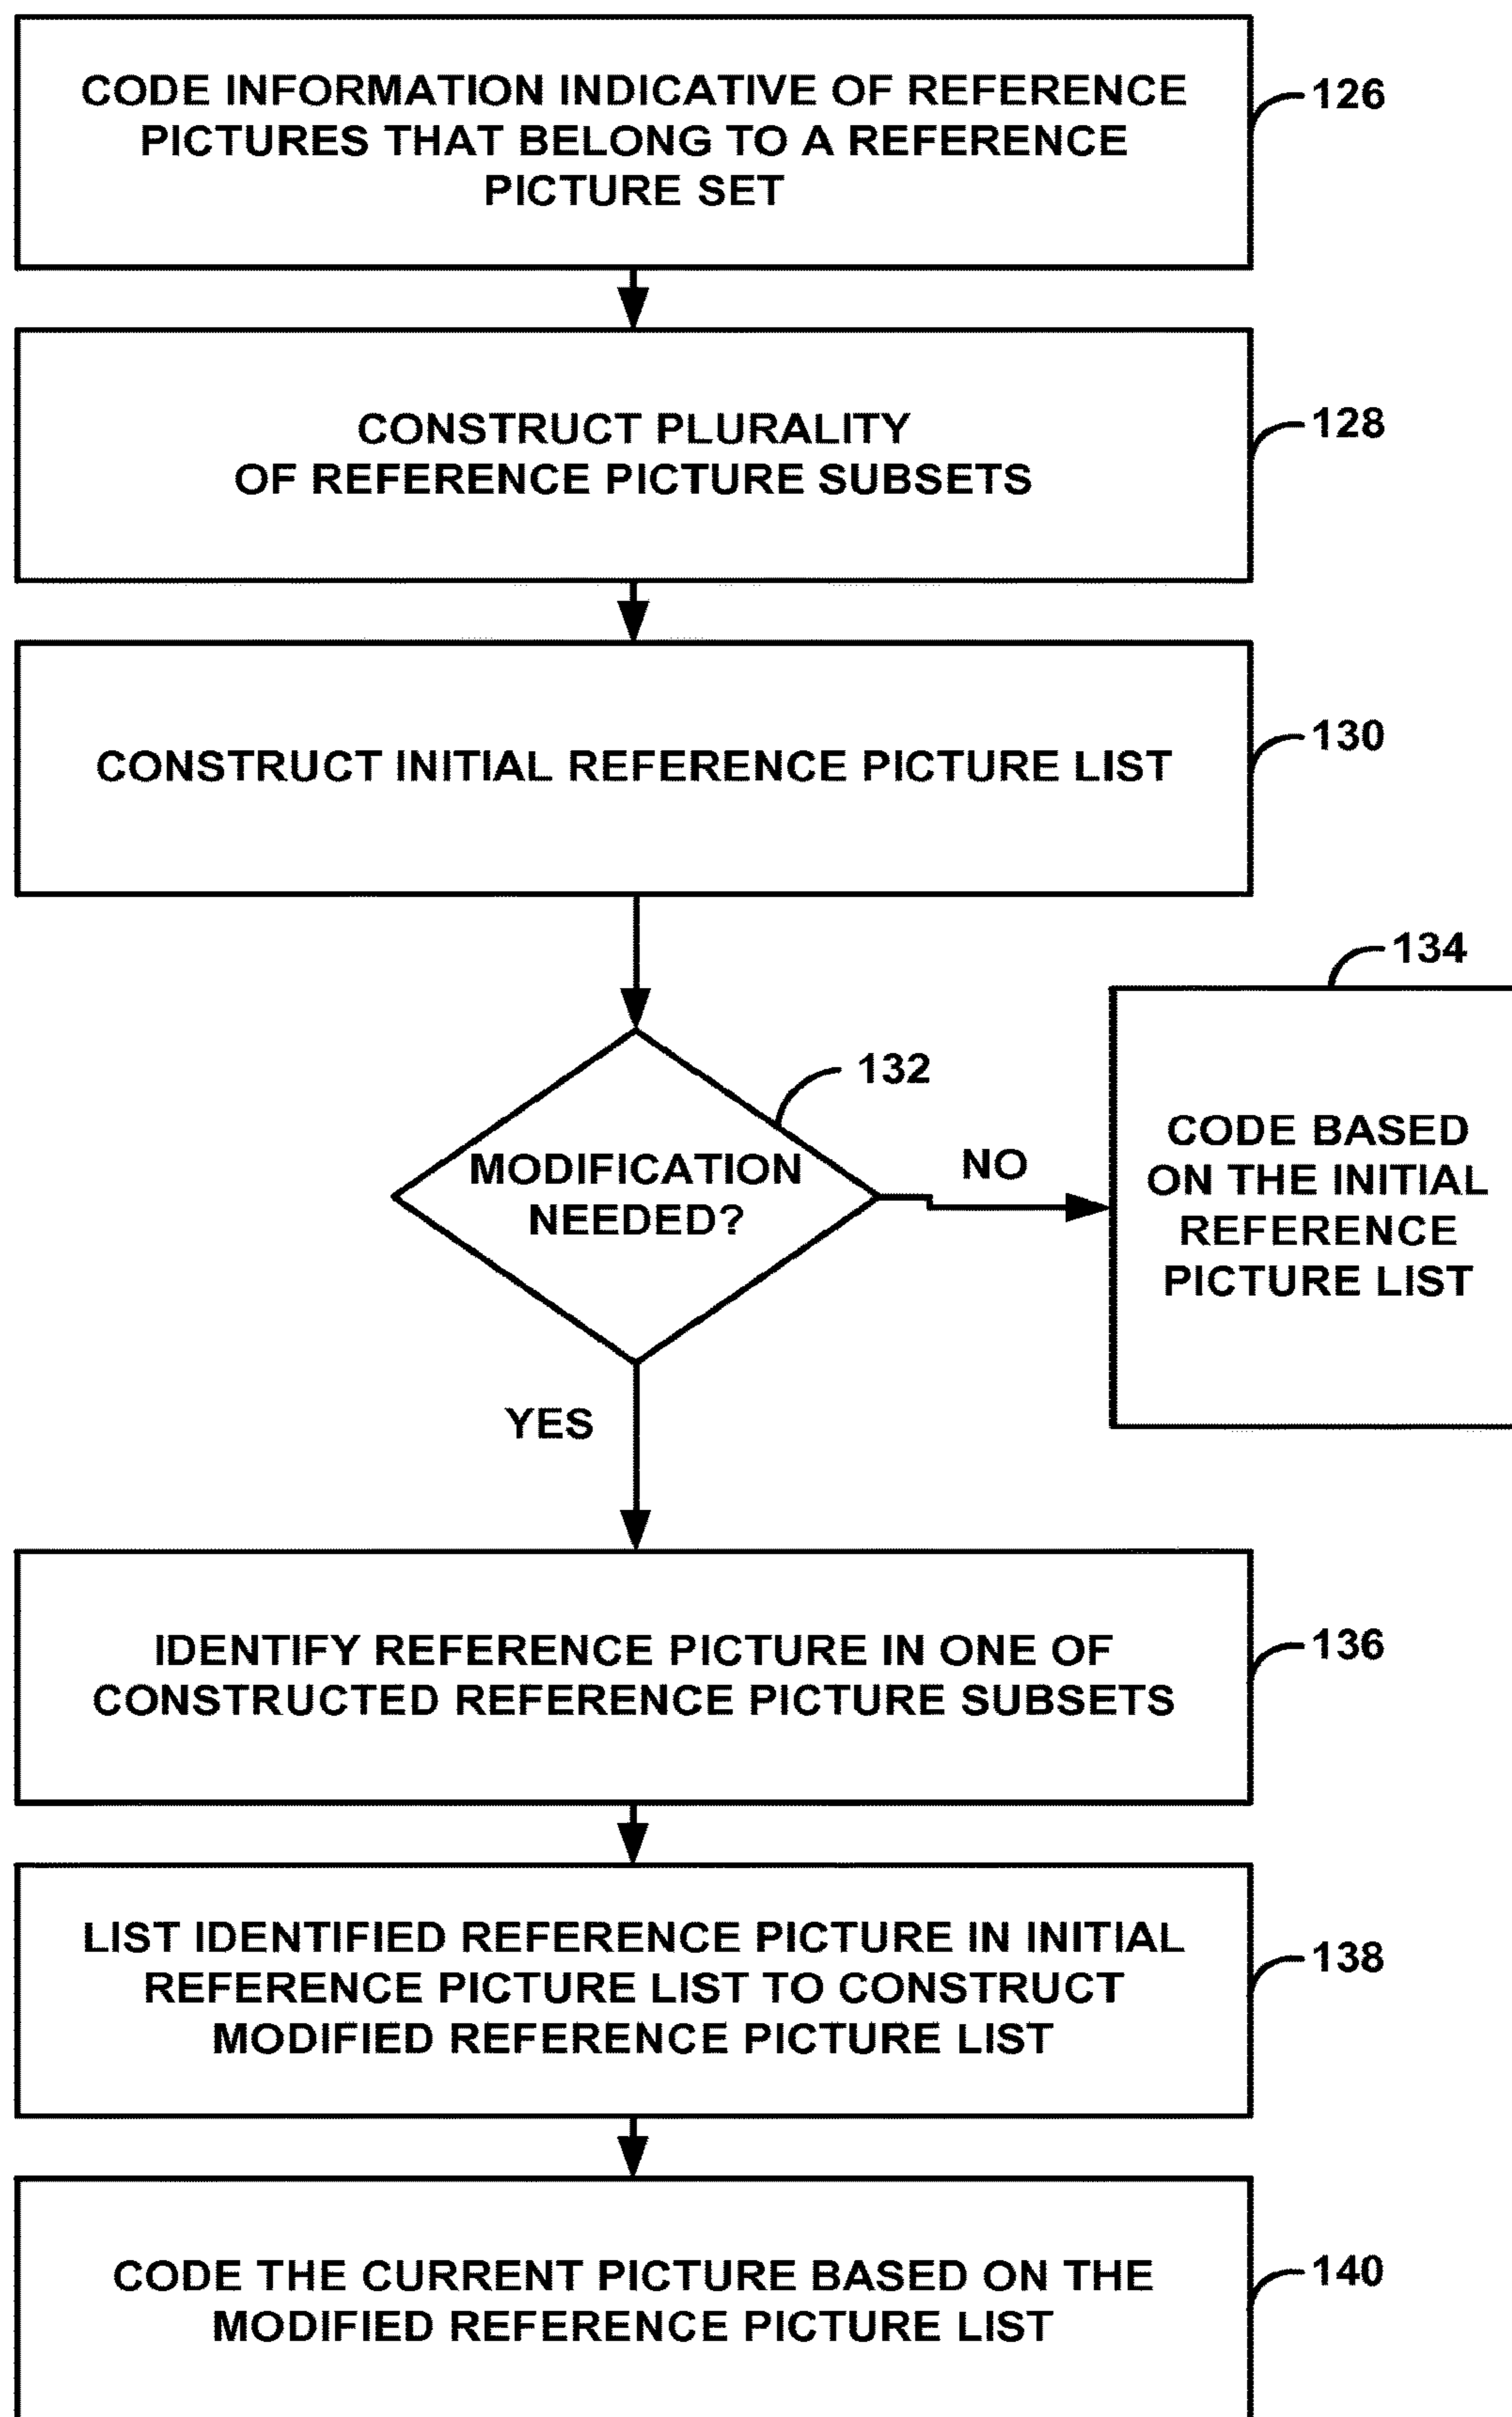 CODE INFORMATION INDICATIVE OF REFERENCE
PICTURES THAT BELONG TO A REFERENCE
PICTURE SET
126
CONSTRUCT PLURALITY
OF REFERENCE PICTURE SUBSETS
128
CONSTRUCT INITIAL REFERENCE PICTURE LIST
130
134
132
MODIFICATION
NEEDED?
NO
CODE BASED
ON THE INITIAL
REFERENCE
PICTURE LIST
YES
IDENTIFY REFERENCE PICTURE IN ONE OF
CONSTRUCTED REFERENCE PICTURE SUBSETS
136
LIST IDENTIFIED REFERENCE PICTURE IN INITIAL
REFERENCE PICTURE LIST TO CONSTRUCT
MODIFIED REFERENCE PICTURE LIST
138
CODE THE CURRENT PICTURE BASED ON THE
MODIFIED REFERENCE PICTURE LIST
140